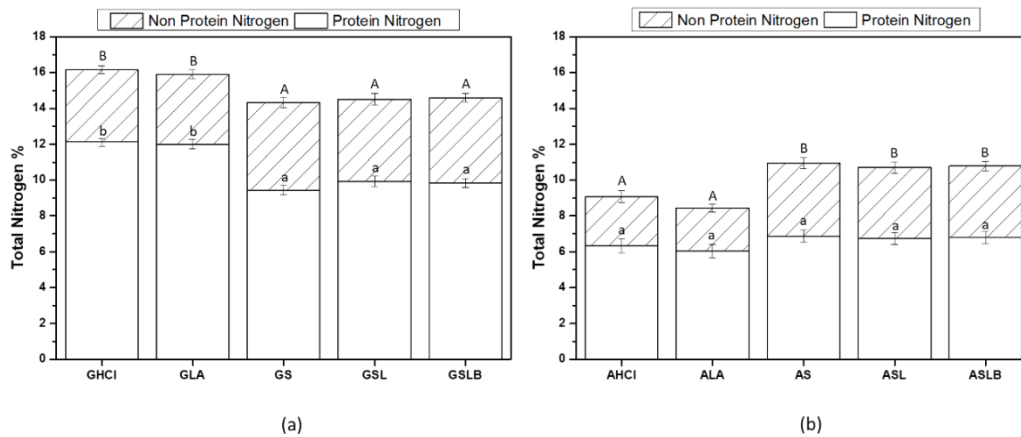 Non Protein Nitrogen Protein Nitrogen
18
16
14
12
10
8
6
4
2
0
Total Nitrogen %
B B A A A
b b a a a
GHCl GLA GS GSL GSLB
(a)
Non Protein Nitrogen Protein Nitrogen
18
16
14
12
10
8
6
4
2
0
Total Nitrogen %
A A B B B
a a a a a
AHCl ALA AS ASL ASLB
(b)